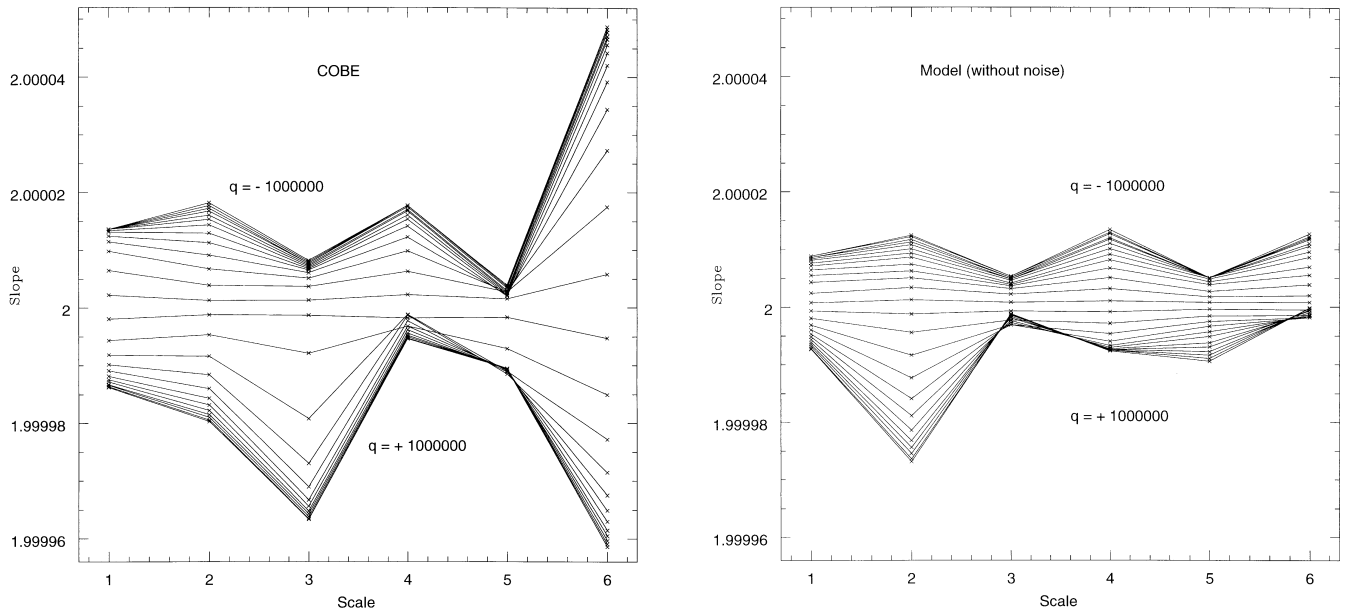 COBE
2.00004
q = - 1000000
2.00002
Slope
2
q = + 1000000
1.99998
1.99996
1 2 3 4 5 6
Scale
Model (without noise)
2.00004
q = - 1000000
2.00002
Slope
2
q = + 1000000
1.99998
1.99996
1 2 3 4 5 6
Scale